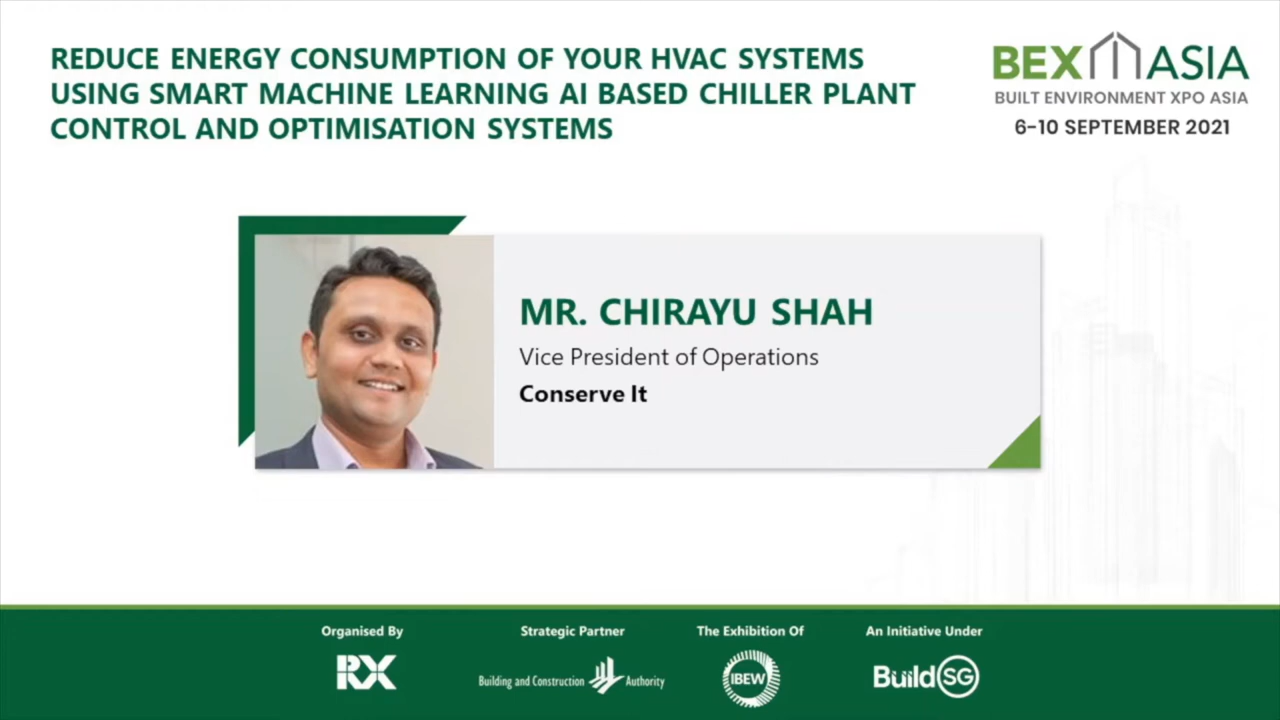 REDUCE ENERGY CONSUMPTION OF YOUR HVAC SYSTEMS
USING SMART MACHINE LEARNING AI BASED CHILLER PLANT
CONTROL AND OPTIMISATION SYSTEMS
BEX ASIA
BUILT ENVIRONMENT XPO ASIA
6-10 SEPTEMBER 2021
MR. CHIRAYU SHAH
Vice President of Operations
Conserve It
Organised By
RX
Strategic Partner
Building and Construction Authority
The Exhibition Of
IBEW
An Initiative Under
Build SG